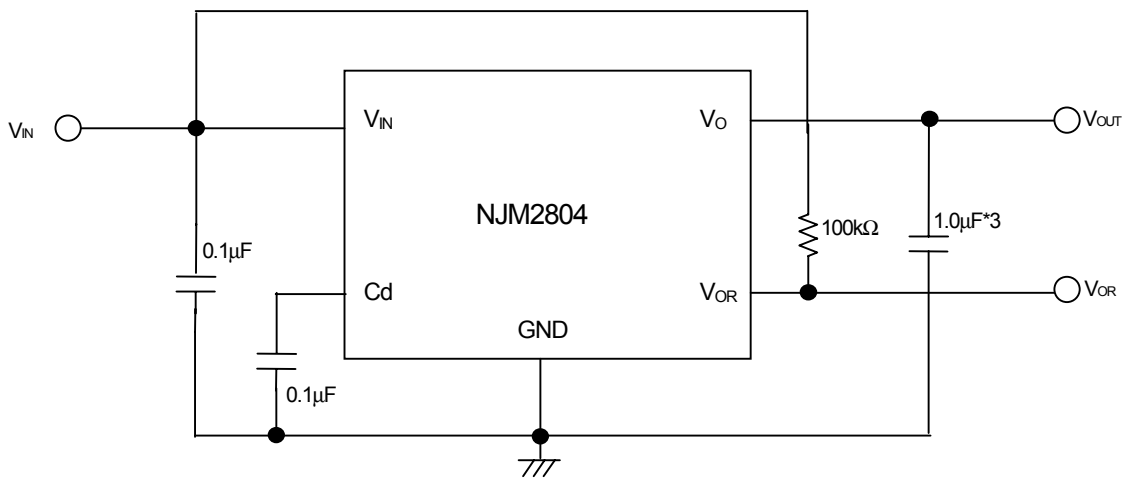 VIN
VIN
VO
VOUT
NJM2804
100kΩ
1.0μF*3
0.1μF
Cd
VOR
VOR
GND
0.1μF